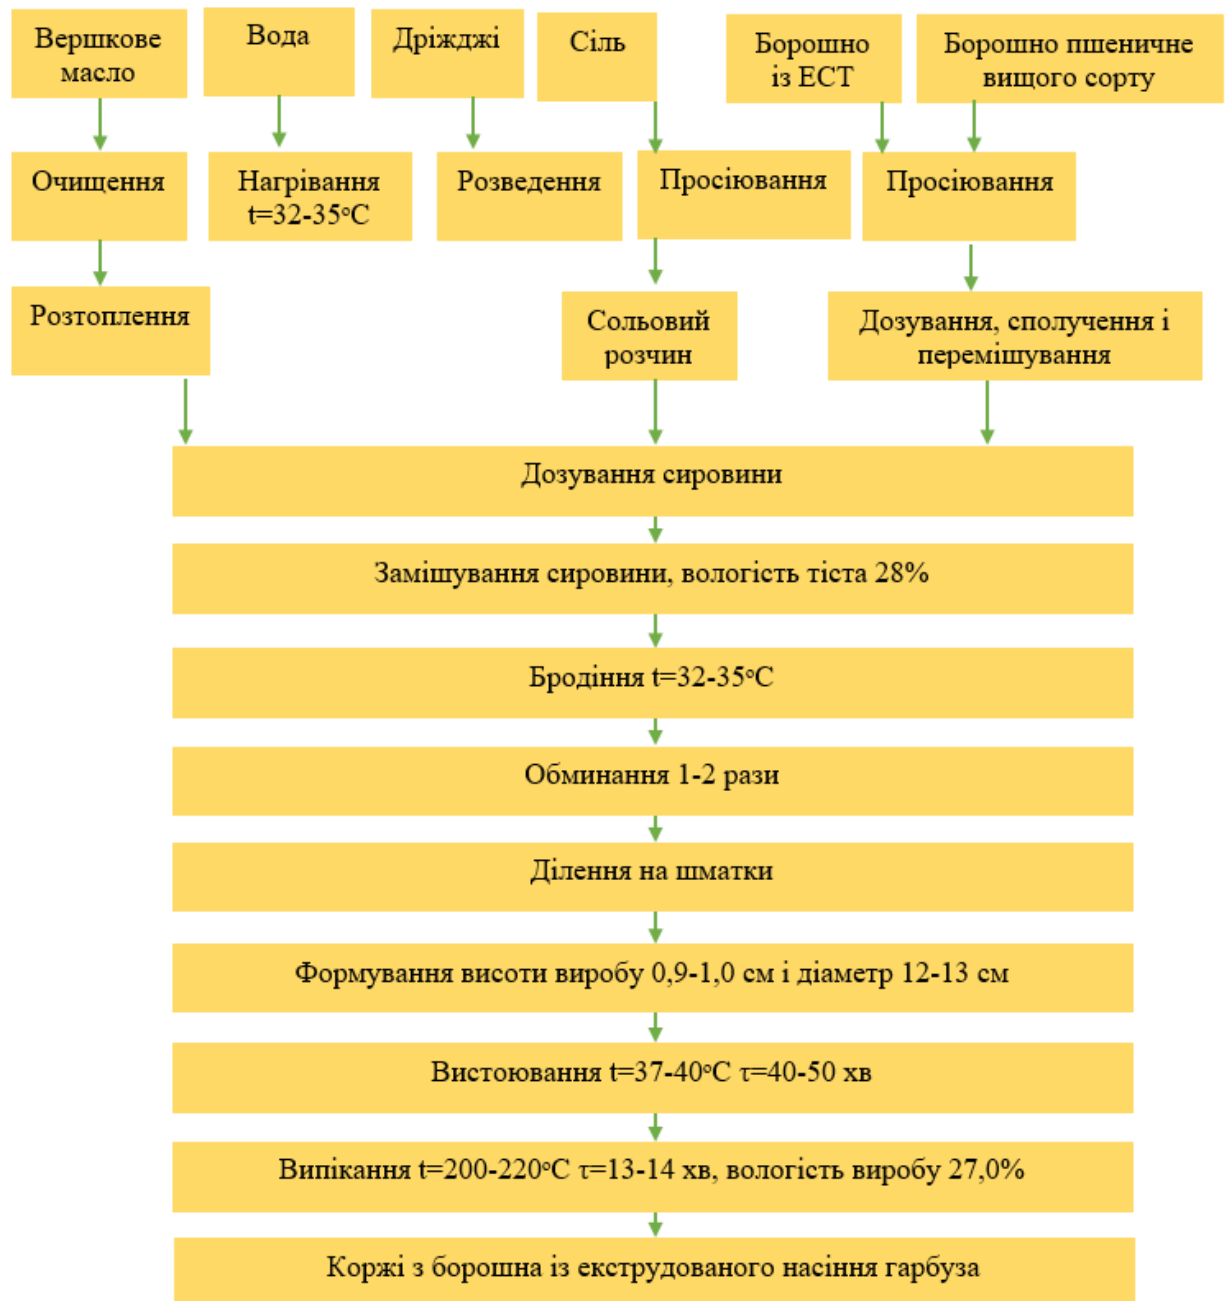 Вершкове
масло
Вода
Дріжджі
Сіль
Борошно
із ЕСТ
Борошно пшеничне
вищого сорту
Очищення
Нагрівання
t=32-35°С
Розведення
Просіювання
Просіювання
Розтоплення
Сольовий
розчин
Дозування, сполучення і
перемішування
Дозування сировини
Замішування сировини, вологість тіста 28%
Бродіння t=32-35°С
Обминання 1-2 рази
Ділення на шматки
Формування висоти виробу 0,9-1,0 см і діаметр 12-13 см
Вистоювання t=37-40°С τ=40-50 хв
Випікання t=200-220°С τ=13-14 хв, вологість виробу 27,0%
Коржі з борошна із екструдованого насіння гарбуза